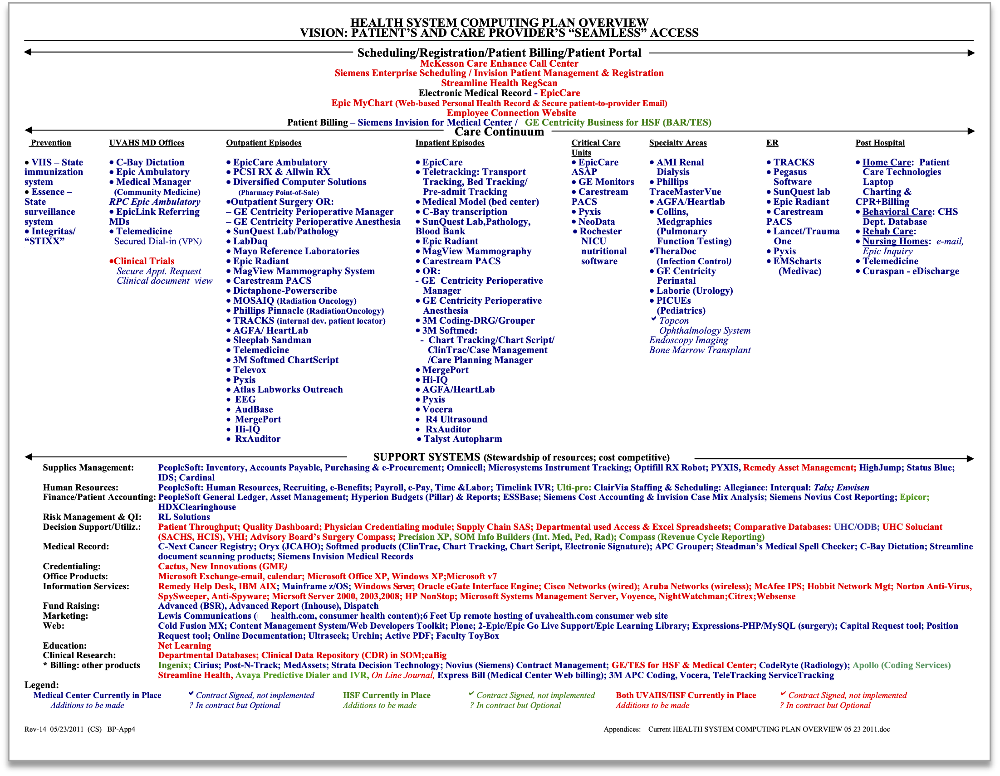 HEALTH SYSTEM COMPUTING PLAN OVERVIEW
VISION: PATIENT’S AND CARE PROVIDER’S “SEAMLESS” ACCESS
Scheduling/Registration/Patient Billing/Patient Portal
McKesson Care Enhance Call Center
Siemens Enterprise Scheduling / Invision Patient Management & Registration
Streamline Health RegScan
Electronic Medical Record - EpicCare
Epic MyChart (Web-based Personal Health Record & Secure patient-to-provider Email)
Employee Connection Website
Patient Billing – Siemens Invision for Medical Center / GE Centricity Business for HSF (BAR/TES)
Care Continuum
Prevention
• VIIS – State
immunization
system
• Essence –
State
surveillance
system
• Integritas/
“STIXX”
UVAHS MD Offices
• C-Bay Dictation
• Epic Ambulatory
• Medical Manager
(Community Medicine)
RPC Epic Ambulatory
• EpicLink Referring
MDs
• Telemedicine
Secured Dial-in (VPN)
•Clinical Trials
Secure Appt. Request
Clinical document view
Outpatient Episodes
• EpicCare Ambulatory
• PCSI RX & Allwin RX
• Diversified Computer Solutions
(Pharmacy Point-of-Sale)
•Outpatient Surgery OR:
– GE Centricity Perioperative Manager
– GE Centricity Perioperative Anesthesia
• SunQuest Lab/Pathology
• LabDaq
• Mayo Reference Laboratories
• Epic Radiant
• MagView Mammography System
• Carestream PACS
• Dictaphone-Powerscribe
• MOSAIQ (Radiation Oncology)
• Phillips Pinnacle (RadiationOncology)
• TRACKS (internal dev. patient locator)
• AGFA/ HeartLab
• Sleeplab Sandman
• Telemedicine
• 3M Softmed ChartScript
• Televox
• Pyxis
• Atlas Labworks Outreach
• EEG
• AudBase
• MergePort
• Hi-IQ
• RxAuditor
Inpatient Episodes
• EpicCare
• Teletracking: Transport
Tracking, Bed Tracking/
Pre-admit Tracking
• Medical Model (bed center)
• C-Bay transcription
• SunQuest Lab,Pathology,
Blood Bank
• Epic Radiant
• MagView Mammography
• Carestream PACS
• OR:
- GE Centricity Perioperative
Manager
• GE Centricity Perioperative
Anesthesia
• 3M Coding-DRG/Grouper
• 3M Softmed:
- Chart Tracking/Chart Script/
ClinTrac/Case Management
/Care Planning Manager
• MergePort
• Hi-IQ
• AGFA/HeartLab
• Pyxis
• Vocera
• R4 Ultrasound
• RxAuditor
• Talyst Autopharm
Critical Care
Units
• EpicCare
ASAP
• GE Monitors
• Carestream
PACS
• Pyxis
• NeoData
• Rochester
NICU
nutritional
software
Specialty Areas
• AMI Renal
Dialysis
• Phillips
TraceMasterVue
• AGFA/Heartlab
• Collins,
Medgraphics
(Pulmonary
Function Testing)
•TheraDoc
(Infection Control)
• GE Centricity
Perinatal
• Laborie (Urology)
• PICUEs
(Pediatrics)
✓ Topcon
Ophthalmology System
Endoscopy Imaging
Bone Marrow Transplant
ER
• TRACKS
• Pegasus
Software
• SunQuest lab
• Epic Radiant
• Carestream
PACS
• Lancet/Trauma
One
• Pyxis
• EMScharts
(Medivac)
Post Hospital
• Home Care: Patient
Care Technologies
Laptop
Charting &
CPR+Billing
• Behavioral Care: CHS
Dept. Database
• Rehab Care:
• Nursing Homes: e-mail,
Epic Inquiry
• Telemedicine
• Curaspan - eDischarge
SUPPORT SYSTEMS (Stewardship of resources; cost competitive)
Supplies Management: PeopleSoft: Inventory, Accounts Payable, Purchasing & e-Procurement; Omnicell; Microsystems Instrument Tracking; Optifill RX Robot; PYXIS, Remedy Asset Management; HighJump; Status Blue;
IDS; Cardinal
Human Resources: PeopleSoft: Human Resources, Recruiting, e-Benefits; Payroll, e-Pay, Time &Labor; Timelink IVR; Ulti-pro: ClairVia Staffing & Scheduling: Allegiance: Interqual: Talx; Enwisen
Finance/Patient Accounting: PeopleSoft General Ledger, Asset Management; Hyperion Budgets (Pillar) & Reports; ESSBase; Siemens Cost Accounting & Invision Case Mix Analysis; Siemens Novius Cost Reporting; Epicor;
HDXClearinghouse
Risk Management & QI: RL Solutions
Decision Support/Utiliz.: Patient Throughput; Quality Dashboard; Physician Credentialing module; Supply Chain SAS; Departmental used Access & Excel Spreadsheets; Comparative Databases: UHC/ODB; UHC Soluciant
(SACHS, HCIS), VHI; Advisory Board’s Surgery Compass; Precision XP, SOM Info Builders (Int. Med, Ped, Rad); Compass (Revenue Cycle Reporting)
Medical Record: C-Next Cancer Registry; Oryx (JCAHO); Softmed products (ClinTrac, Chart Tracking, Chart Script, Electronic Signature); APC Grouper; Steadman’s Medical Spell Checker; C-Bay Dictation; Streamline
document scanning products; Siemens Invision Medical Records
Credentialing: Cactus, New Innovations (GME)
Office Products: Microsoft Exchange-email, calendar; Microsoft Office XP, Windows XP;Microsoft v7
Information Services: Remedy Help Desk, IBM AIX; Mainframe z/OS; Windows Server; Oracle eGate Interface Engine; Cisco Networks (wired); Aruba Networks (wireless); McAfee IPS; Hobbit Network Mgt; Norton Anti-Virus,
SpySweeper, Anti-Spyware; Micrsoft Server 2000, 2003,2008; HP NonStop; Microsoft Systems Management Server, Voyence, NightWatchman;Citrex;Websense
Fund Raising: Advanced (BSR), Advanced Report (Inhouse), Dispatch
Marketing: Lewis Communications ( health.com, consumer health content);6 Feet Up remote hosting of uvahealth.com consumer web site
Web: Cold Fusion MX; Content Management System/Web Developers Toolkit; Plone; 2-Epic/Epic Go Live Support/Epic Learning Library; Expressions-PHP/MySQL (surgery); Capital Request tool; Position
Request tool; Online Documentation; Ultraseek; Urchin; Active PDF; Faculty ToyBox
Education: Net Learning
Clinical Research: Departmental Databases; Clinical Data Repository (CDR) in SOM;caBig
* Billing: other products Ingenix; Cirius; Post-N-Track; MedAssets; Strata Decision Technology; Novius (Siemens) Contract Management; GE/TES for HSF & Medical Center; CodeRyte (Radiology); Apollo (Coding Services)
Streamline Health, Avaya Predictive Dialer and IVR, On Line Journal, Express Bill (Medical Center Web billing); 3M APC Coding, Vocera, TeleTracking ServiceTracking
Legend:
Medical Center Currently in Place ✓ Contract Signed, not implemented HSF Currently in Place ✓ Contract Signed, not implemented Both UVAHS/HSF Currently in Place ✓ Contract Signed, not implemented
Additions to be made ? In contract but Optional Additions to be made ? In contract but Optional Additions to be made ? In contract but Optional
Rev-14 05/23/2011 (CS) BP-App4 Appendices: Current HEALTH SYSTEM COMPUTING PLAN OVERVIEW 05 23 2011.doc